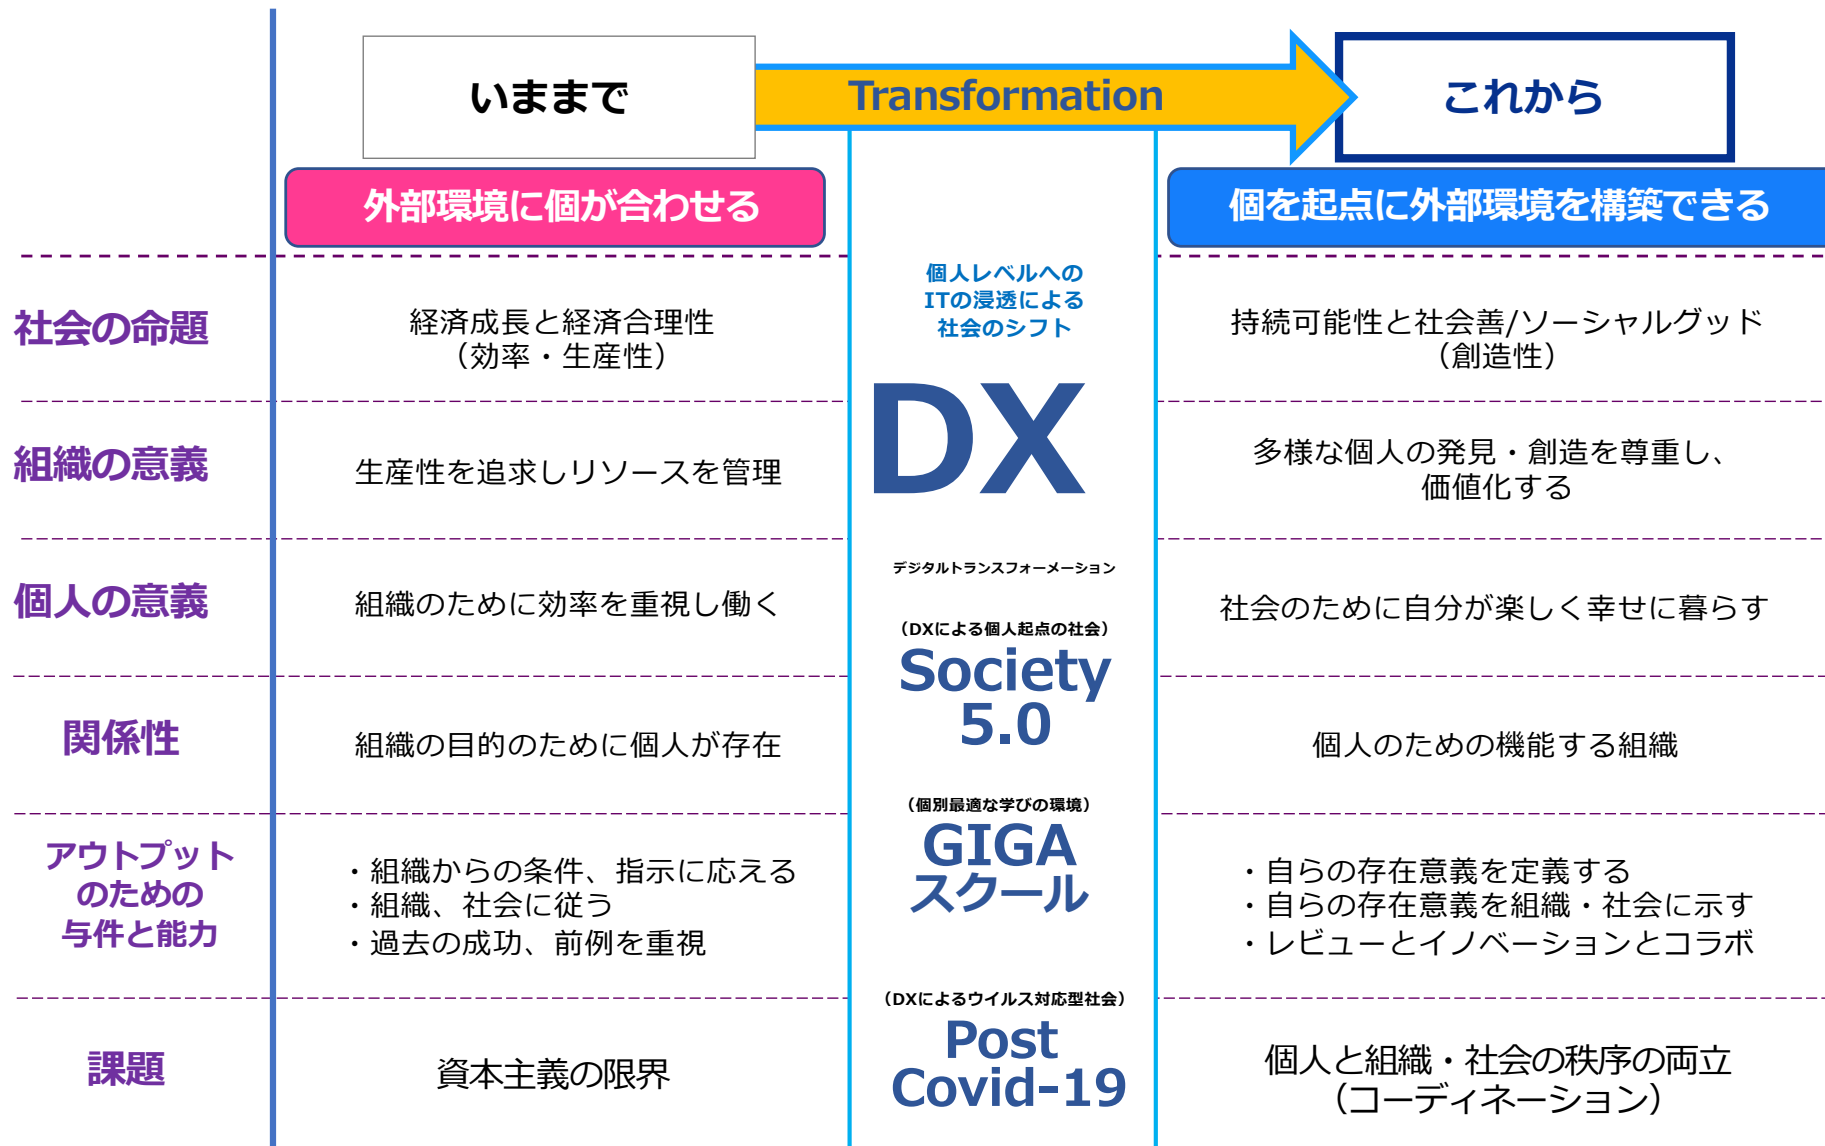 いままで
Transformation
これから
外部環境に個が合わせる
個を起点に外部環境を構築できる
個人レベルへの
ITの浸透による
社会のシフト
社会の命題
経済成長と経済合理性
（効率・生産性）
持続可能性と社会善/ソーシャルグッド
（創造性）
DX
組織の意義
生産性を追求しリソースを管理
多様な個人の発見・創造を尊重し、
価値化する
デジタルトランスフォーメーション
個人の意義
組織のために効率を重視し働く
社会のために自分が楽しく幸せに暮らす
（DXによる個人起点の社会）
Society
5.0
関係性
組織の目的のために個人が存在
個人のための機能する組織
（個別最適な学びの環境）
GIGA
スクール
アウトプット
のための
与件と能力
・組織からの条件、指示に応える
・組織、社会に従う
・過去の成功、前例を重視
・自らの存在意義を定義する
・自らの存在意義を組織・社会に示す
・レビューとイノベーションとコラボ
（DXによるウイルス対応型社会）
Post
Covid-19
課題
資本主義の限界
個人と組織・社会の秩序の両立
（コーディネーション）